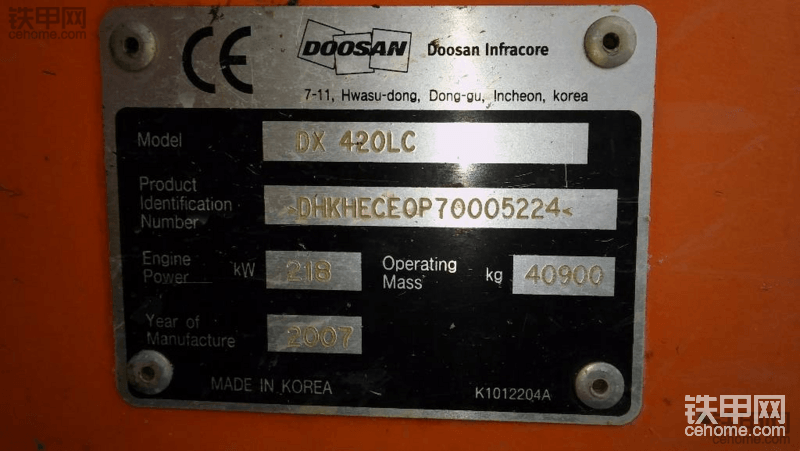 铁甲网
cehome.com
CE
DOOSAN Doosan Infracore
7-11, Hwasu-dong, Dong-gu, Incheon, korea
Model DX 420LC
Product Identification Number <DHKHECEOP70005224<
Engine Power kW 218 Operating Mass kg 40900
Year of Manufacture 2007
MADE IN KOREA K1012204A
铁甲网
cehome.com